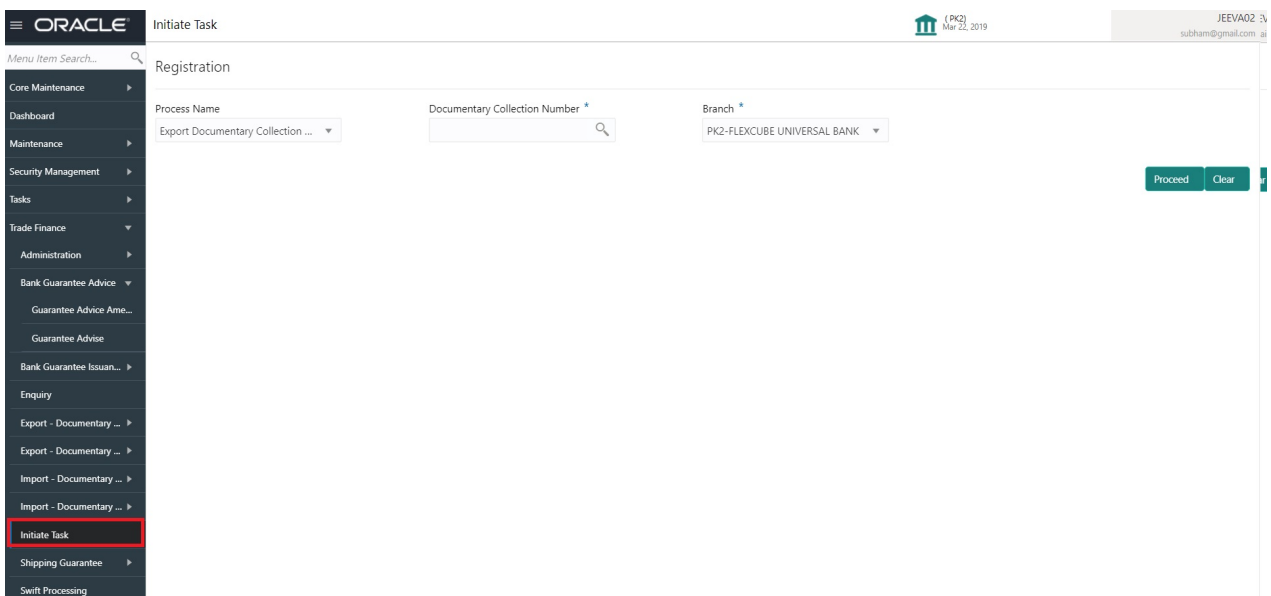 ORACLE
Initiate Task
( PK2)
Mar 22, 2019
JEEVA02
subham@gmail.com
Menu Item Search...
Registration
Core Maintenance
Dashboard
Maintenance
Security Management
Tasks
Trade Finance
Administration
Bank Guarantee Advice
Guarantee Advice Ame...
Guarantee Advise
Bank Guarantee Issuan...
Enquiry
Export - Documentary ...
Export - Documentary ...
Import - Documentary ...
Import - Documentary ...
Initiate Task
Shipping Guarantee
Swift Processing
Process Name
Export Documentary Collection ...
Documentary Collection Number *
Branch *
PK2-FLEXCUBE UNIVERSAL BANK
Proceed
Clear